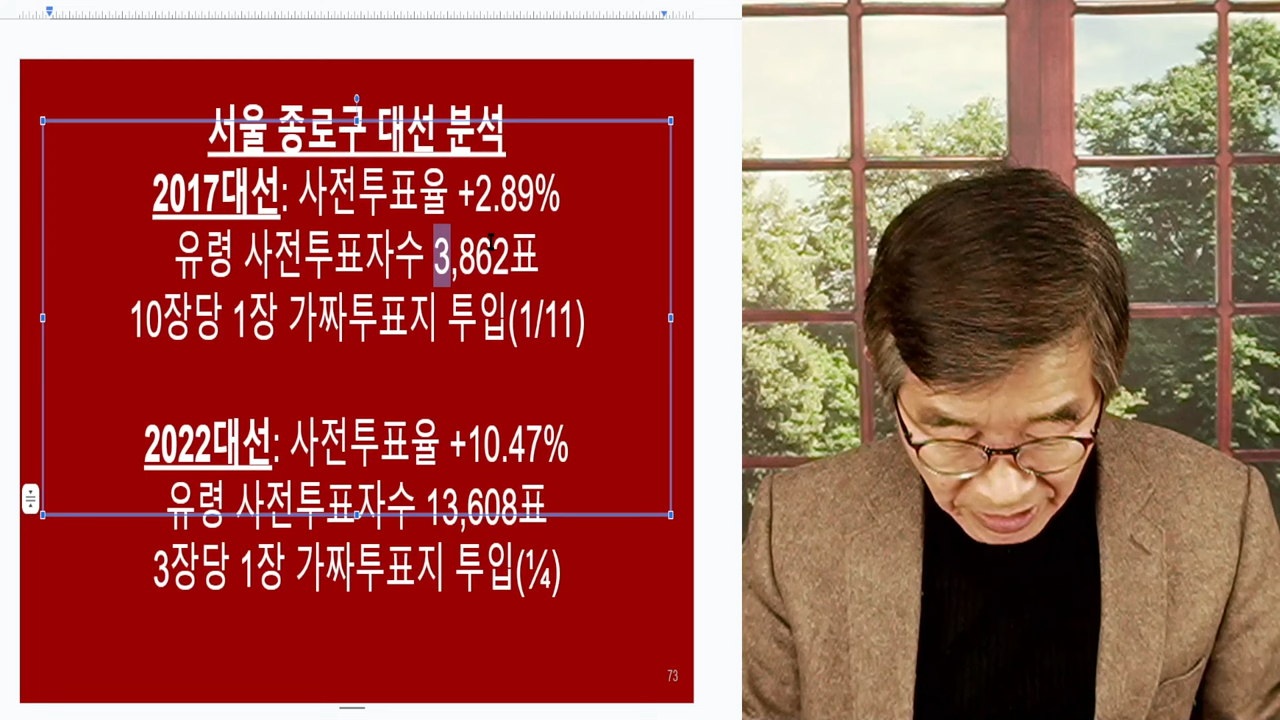 서울 종로구 대선 분석
2017대선: 사전투표율 +2.89%
유령 사전투표자수 3,862표
10장당 1장 가짜투표지 투입(1/11)
2022대선: 사전투표율 +10.47%
유령 사전투표자수 13,608표
3장당 1장 가짜투표지 투입(¼)
73